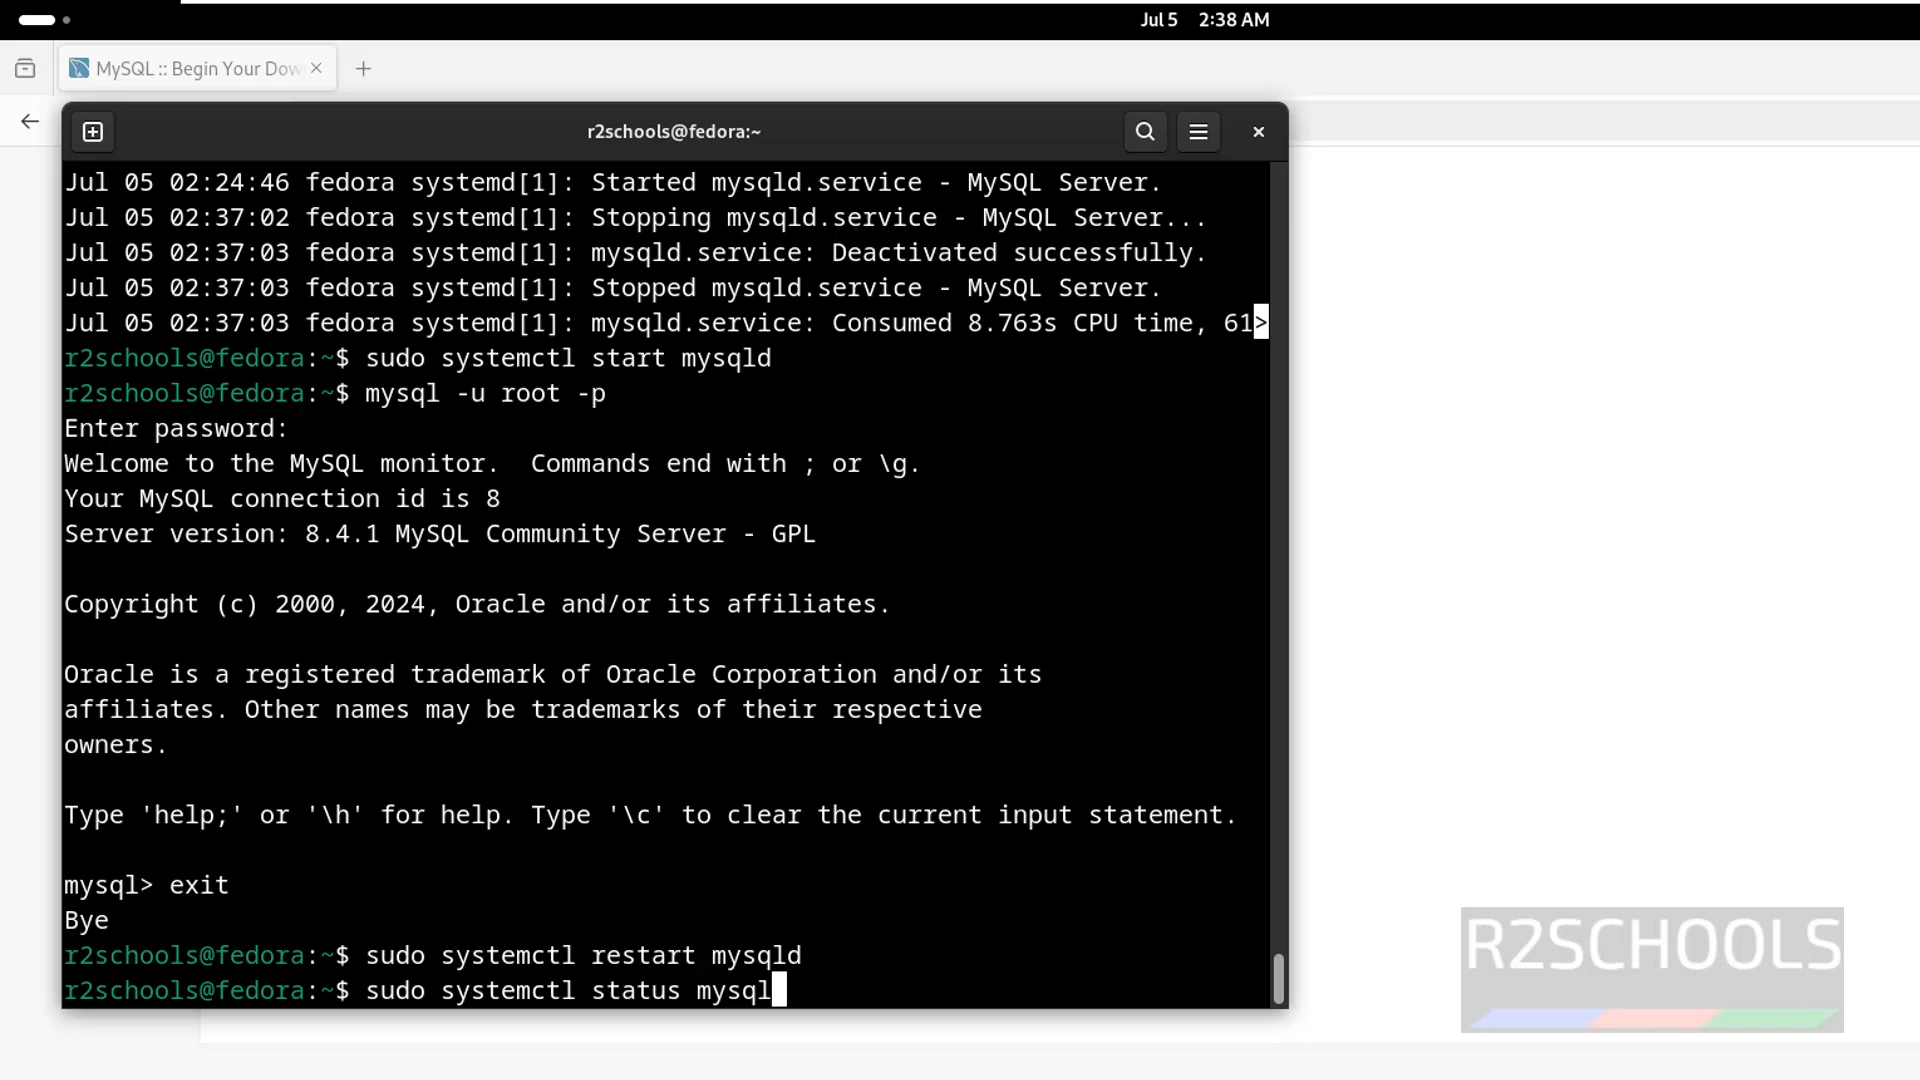 Jul 5 2:38 AM
MySQL :: Begin Your Dow
r2schools@fedora:~
Jul 05 02:24:46 fedora systemd[1]: Started mysqld.service - MySQL Server.
Jul 05 02:37:02 fedora systemd[1]: Stopping mysqld.service - MySQL Server...
Jul 05 02:37:03 fedora systemd[1]: mysqld.service: Deactivated successfully.
Jul 05 02:37:03 fedora systemd[1]: Stopped mysqld.service - MySQL Server.
Jul 05 02:37:03 fedora systemd[1]: mysqld.service: Consumed 8.763s CPU time, 61>
r2schools@fedora:~$ sudo systemctl start mysqld
r2schools@fedora:~$ mysql -u root -p
Enter password:
Welcome to the MySQL monitor.  Commands end with ; or \g.
Your MySQL connection id is 8
Server version: 8.4.1 MySQL Community Server - GPL
Copyright (c) 2000, 2024, Oracle and/or its affiliates.
Oracle is a registered trademark of Oracle Corporation and/or its
affiliates. Other names may be trademarks of their respective
owners.
Type 'help;' or '\h' for help. Type '\c' to clear the current input statement.
mysql> exit
Bye
r2schools@fedora:~$ sudo systemctl restart mysqld
r2schools@fedora:~$ sudo systemctl status mysql
R2SCHOOLS